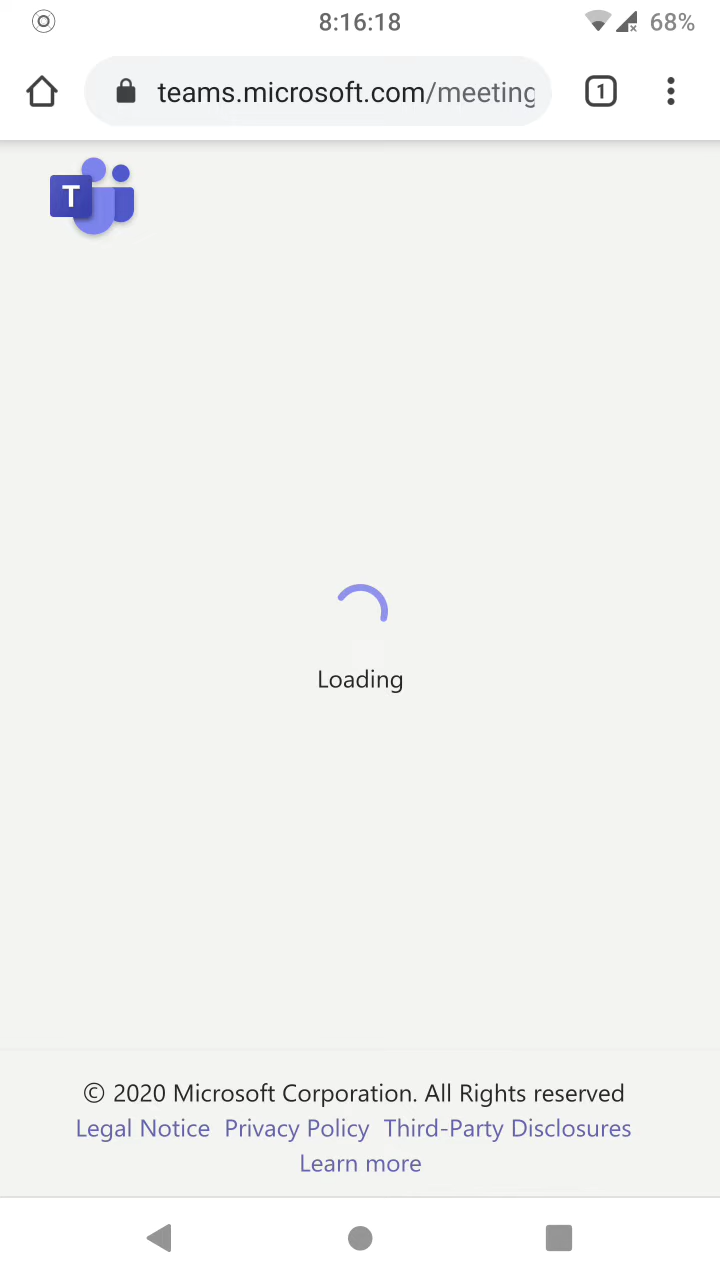 8:16:18
68%
teams.microsoft.com/meeting
1
T
Loading
© 2020 Microsoft Corporation. All Rights reserved
Legal Notice Privacy Policy Third-Party Disclosures
Learn more